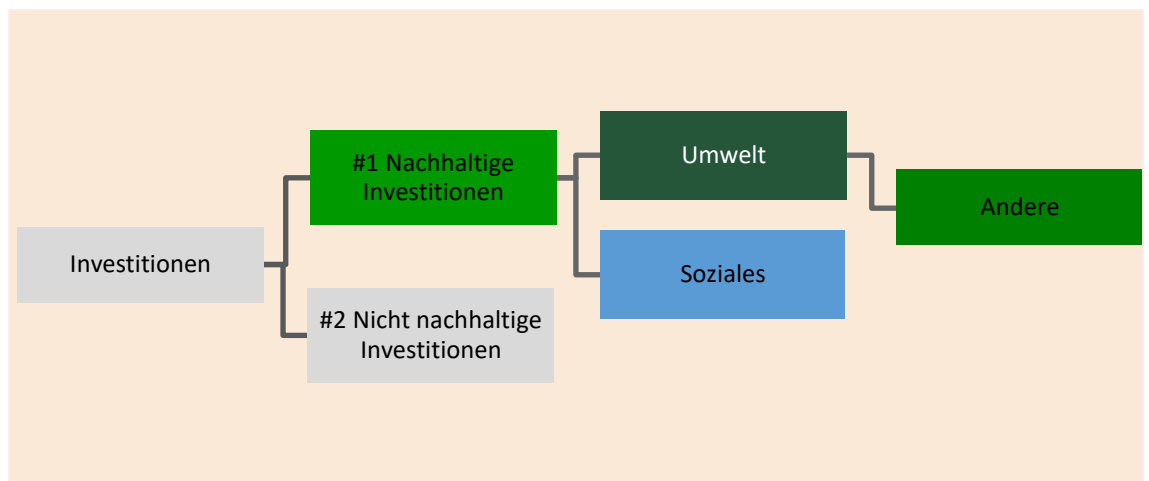 Investitionen
#1 Nachhaltige
Investitionen
#2 Nicht nachhaltige
Investitionen
Umwelt
Soziales
Andere